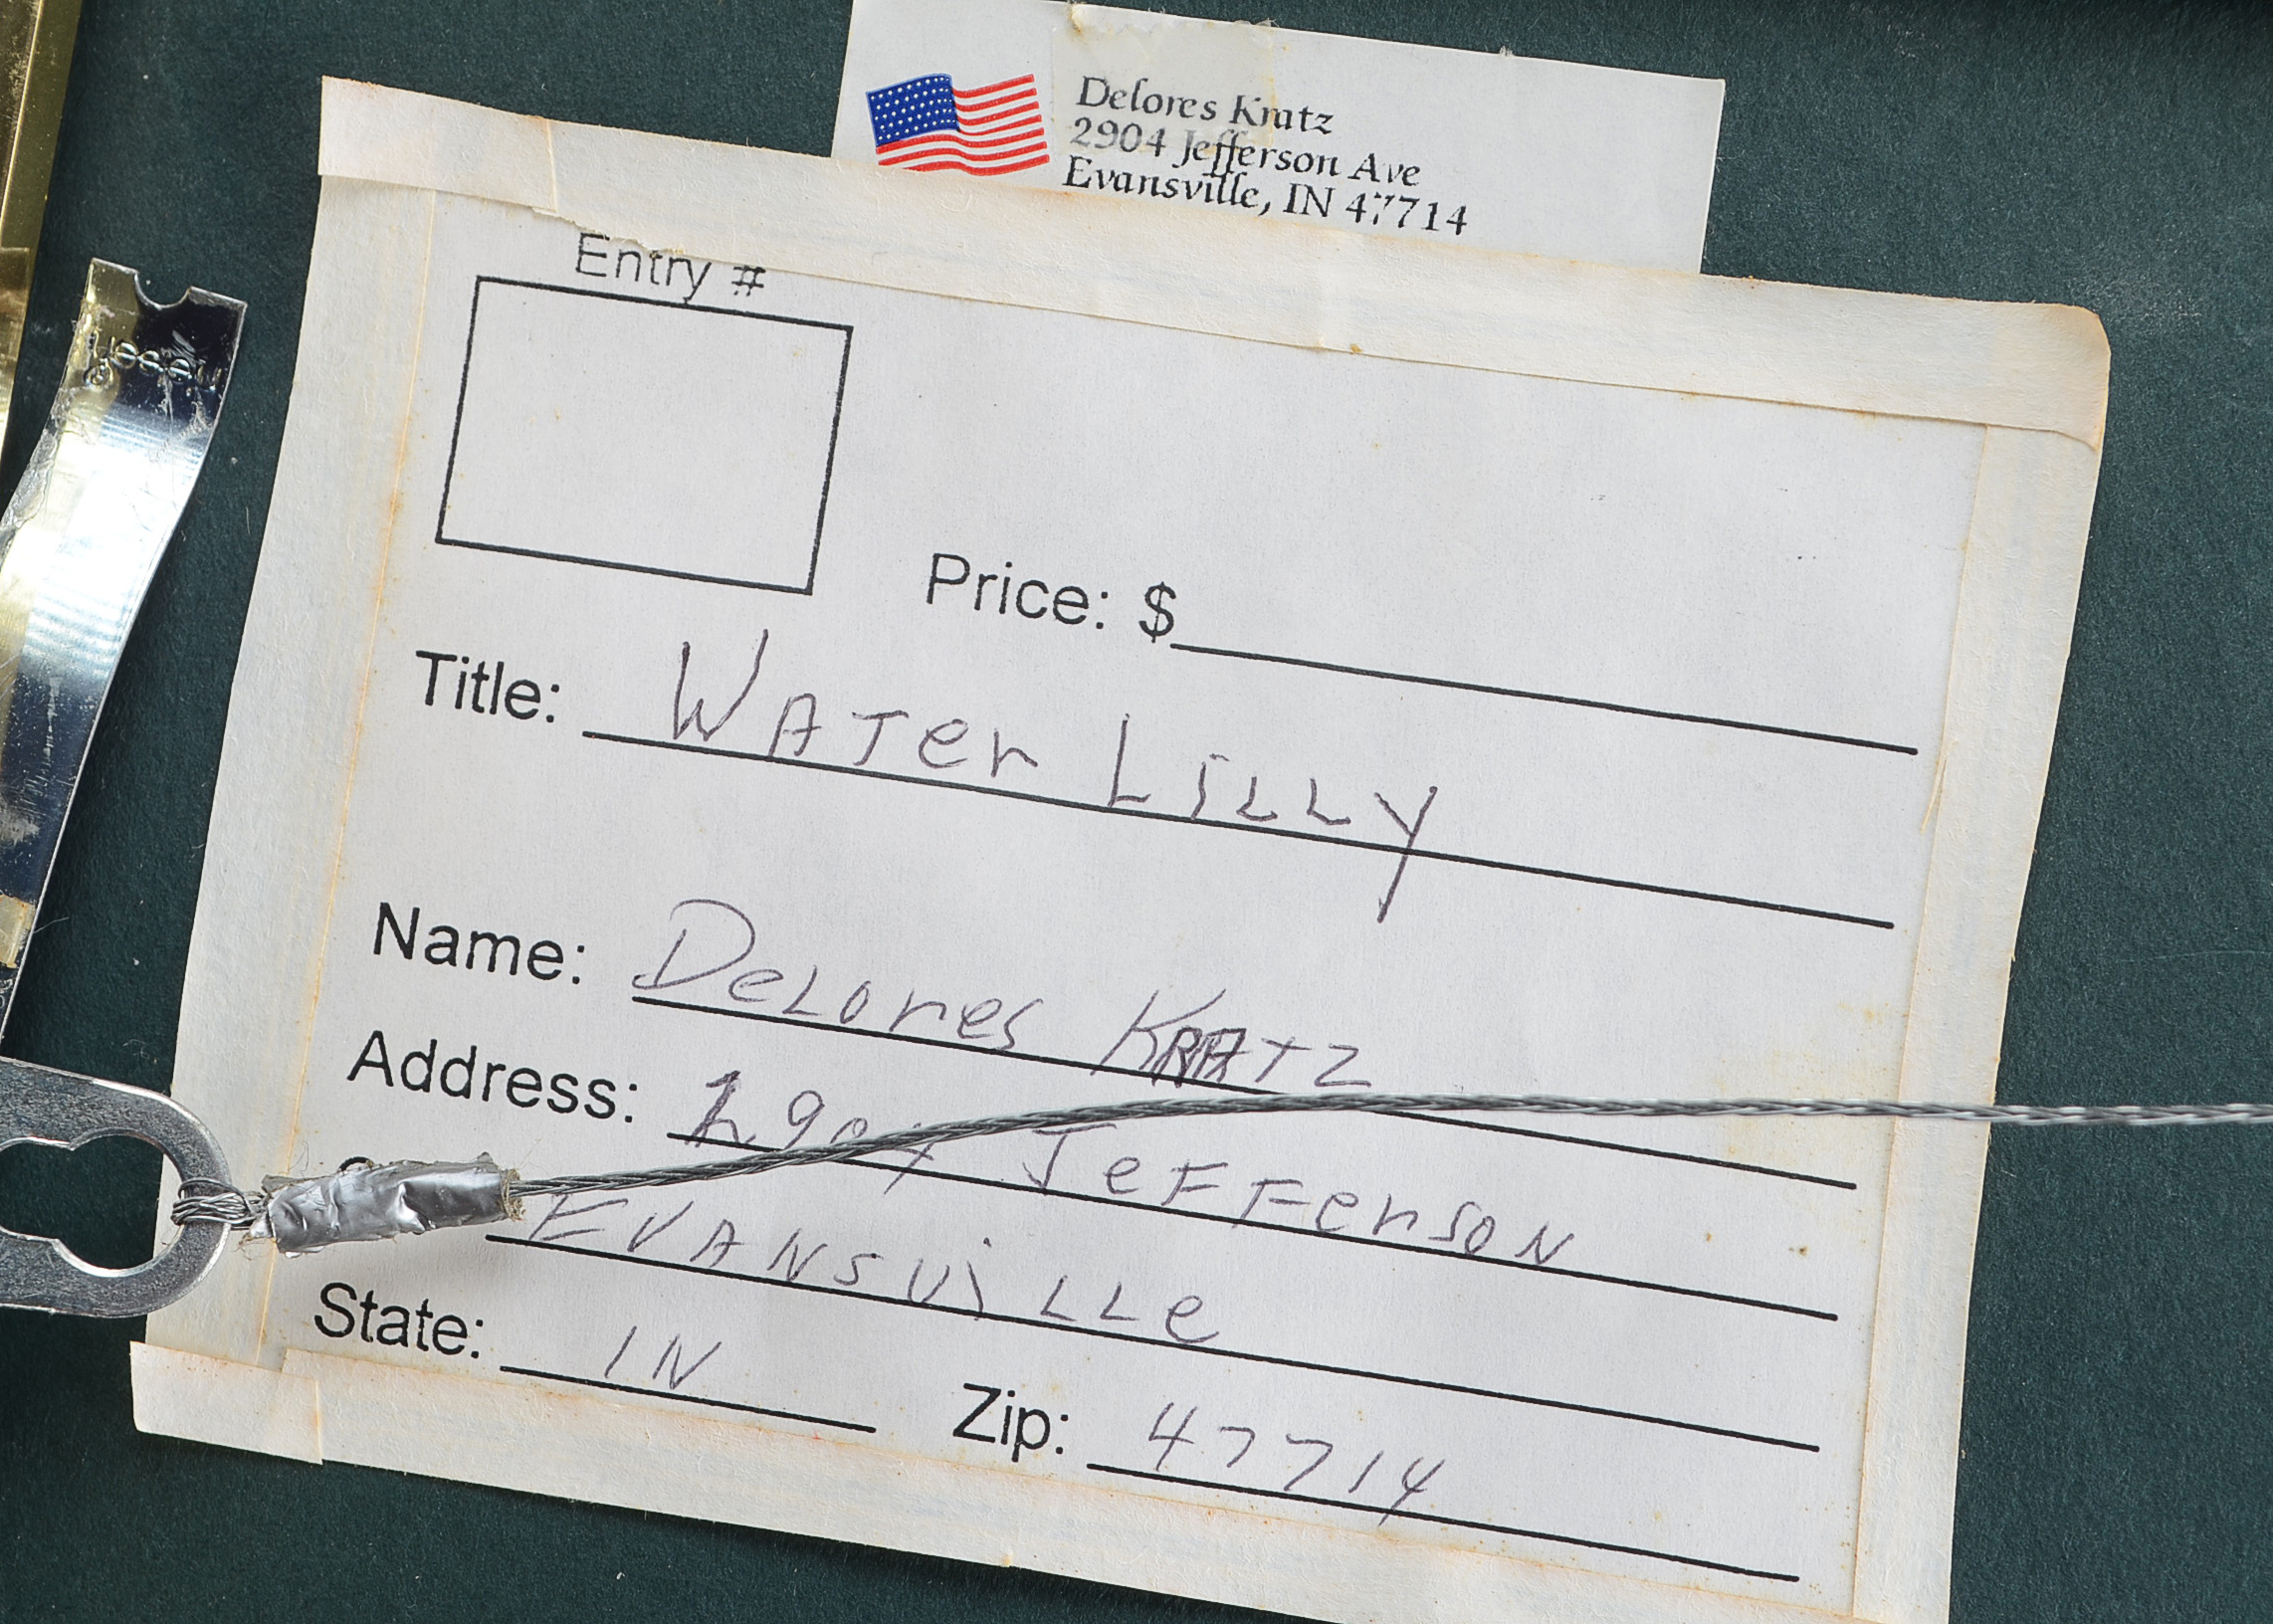 Delores Kratz
2904 Jefferson Ave
Evansville, IN 47714
Entry #
Price: $
Title: WATer LiLLy
Name: DeLores KRATZ
Address: 2904 JeFFerson
EVANSViLLe
State: IN Zip: 47714